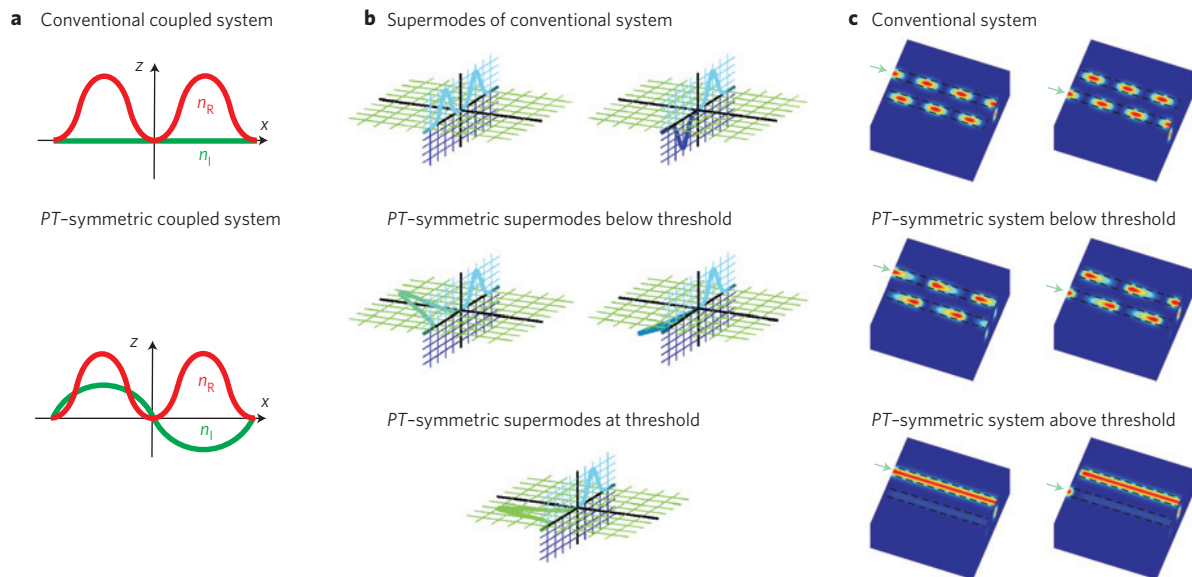 a Conventional coupled system
z
n_R
x
n_I
PT–symmetric coupled system
z
n_R
x
n_I
b Supermodes of conventional system
PT–symmetric supermodes below threshold
PT–symmetric supermodes at threshold
c Conventional system
PT–symmetric system below threshold
PT–symmetric system above threshold